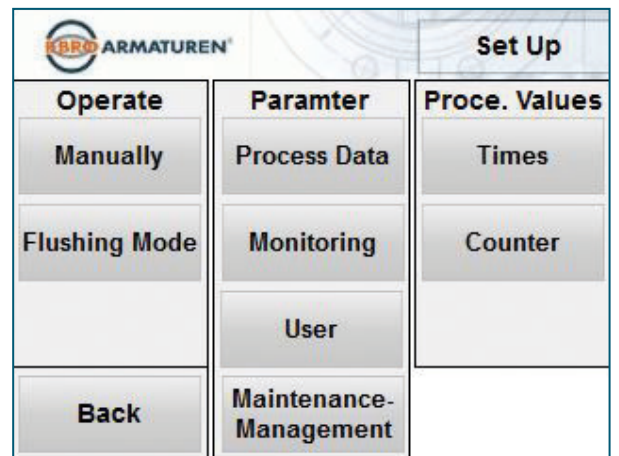 EBRO ARMATUREN®
Set Up
Operate
Manually
Flushing Mode
Back
Paramter
Process Data
Monitoring
User
Maintenance-
Management
Proce. Values
Times
Counter